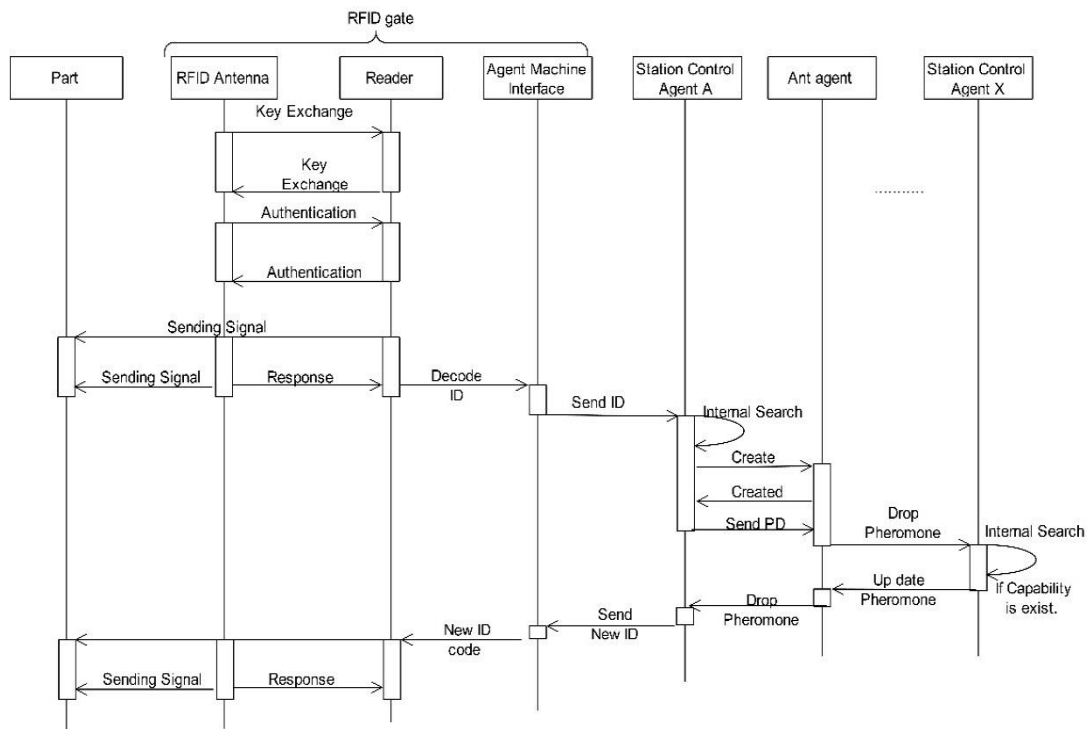 RFID gate
Part
RFID Antenna
Reader
Agent Machine
Interface
Station Control
Agent A
Ant agent
Station Control
Agent X
Key Exchange
Key
Exchange
..........
Authentication
Authentication
Sending Signal
Sending Signal
Response
Decode
ID
Send ID
Internal Search
Create
Created
Send PD
Drop
Pheromone
Internal Search
Up date
Pheromone
If Capability
is exist.
Drop
Pheromone
Send
New ID
New ID
code
Sending Signal
Response